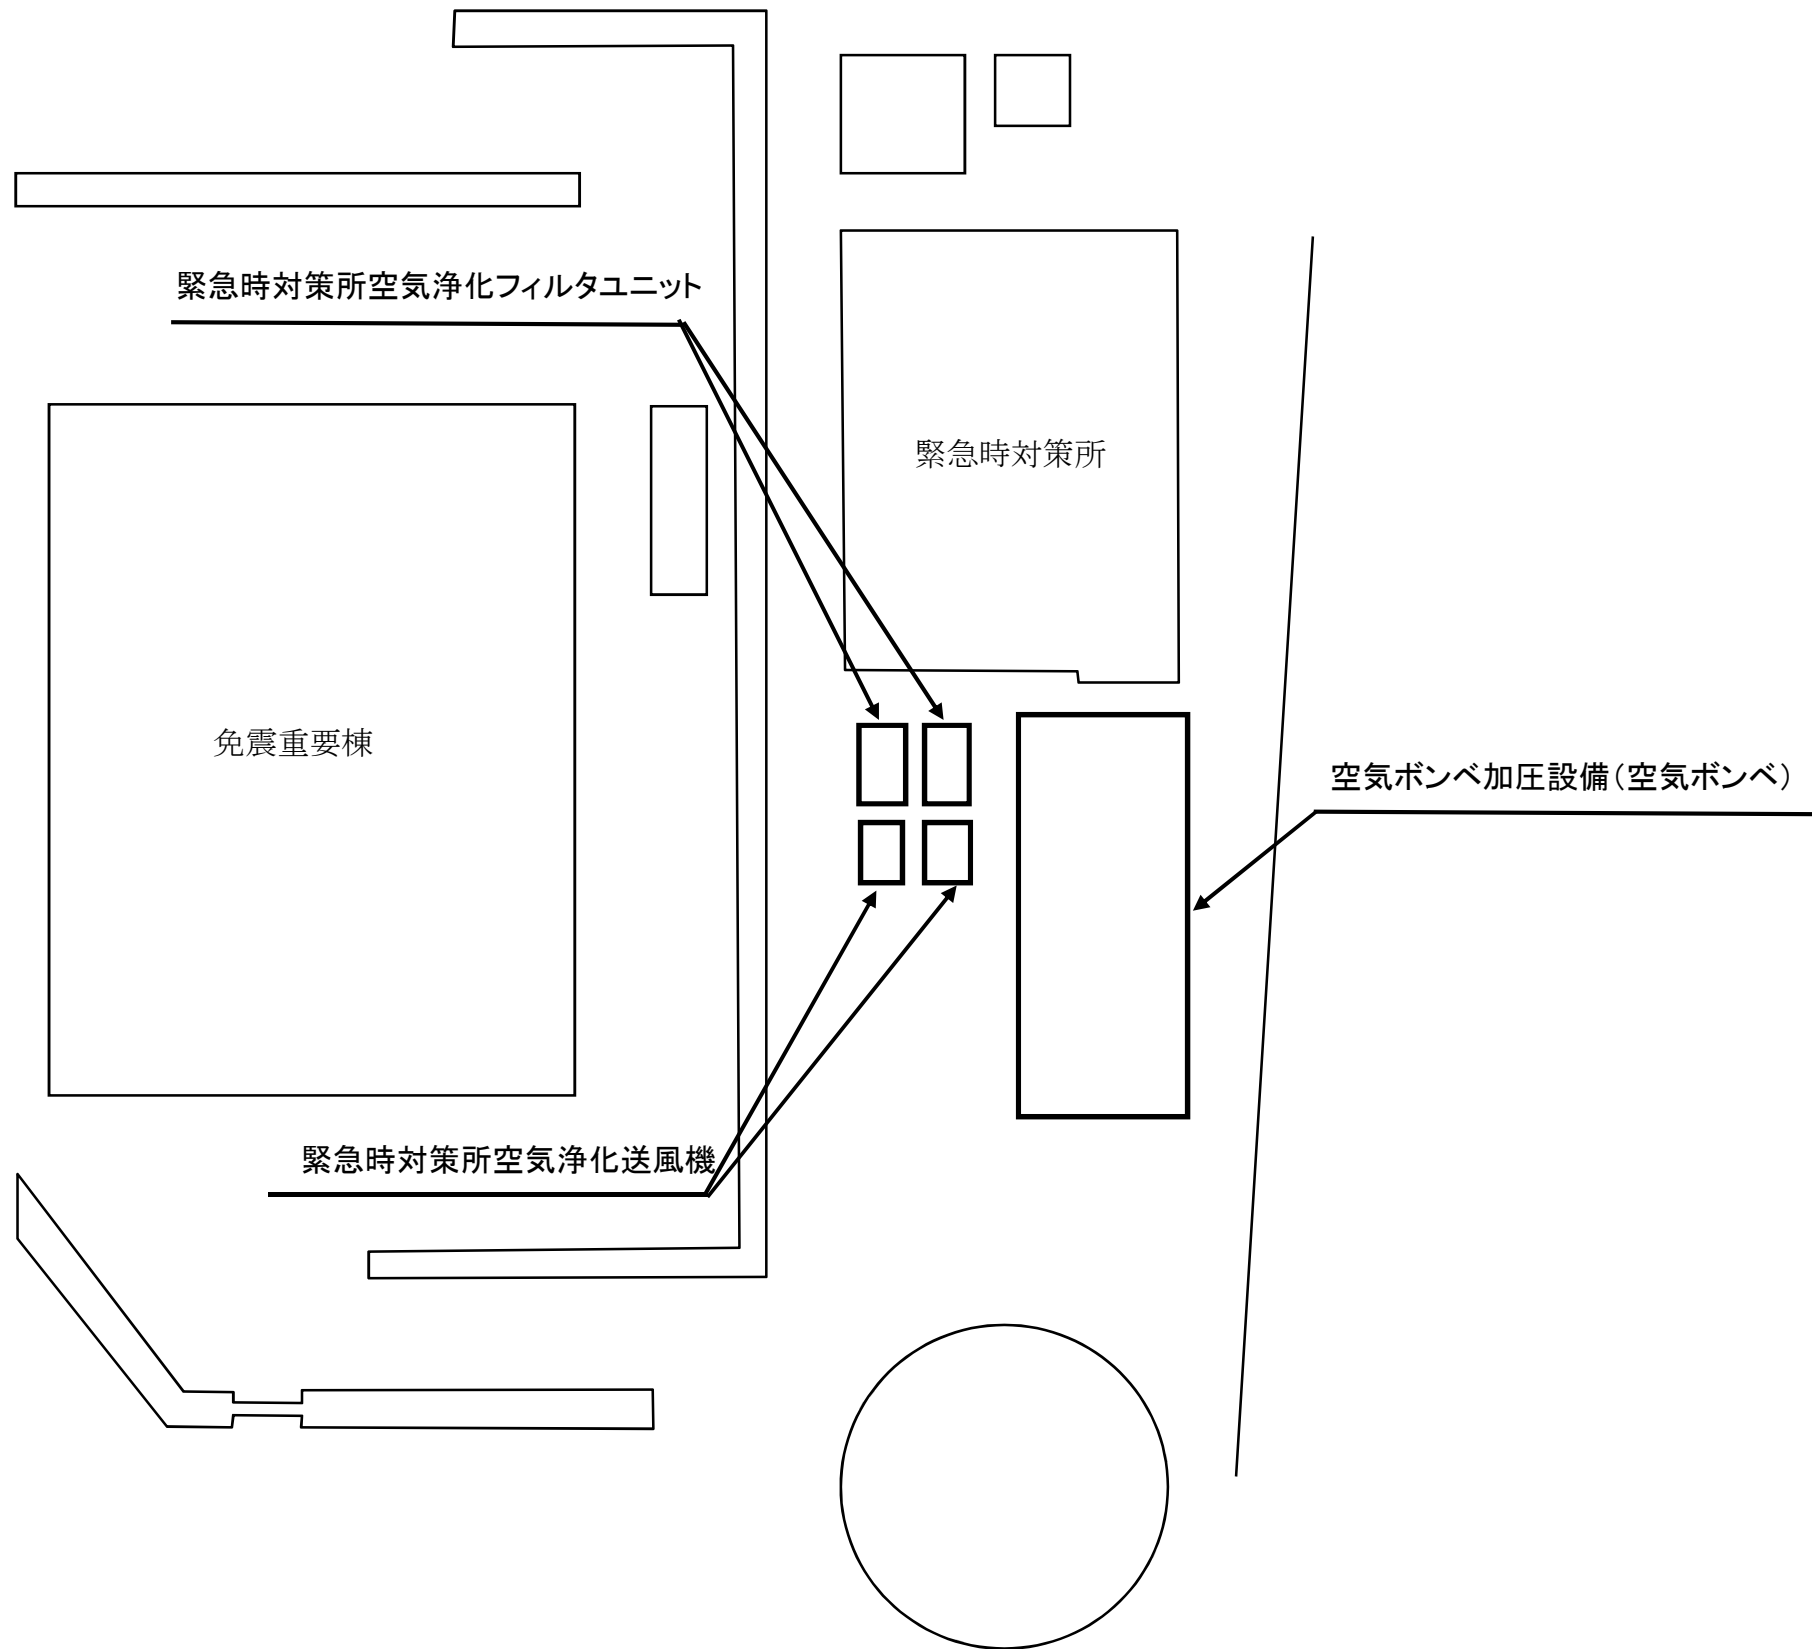 緊急時対策所空気浄化フィルタユニット
緊急時対策所
免震重要棟
空気ボンベ加圧設備(空気ボンベ)
緊急時対策所空気浄化送風機